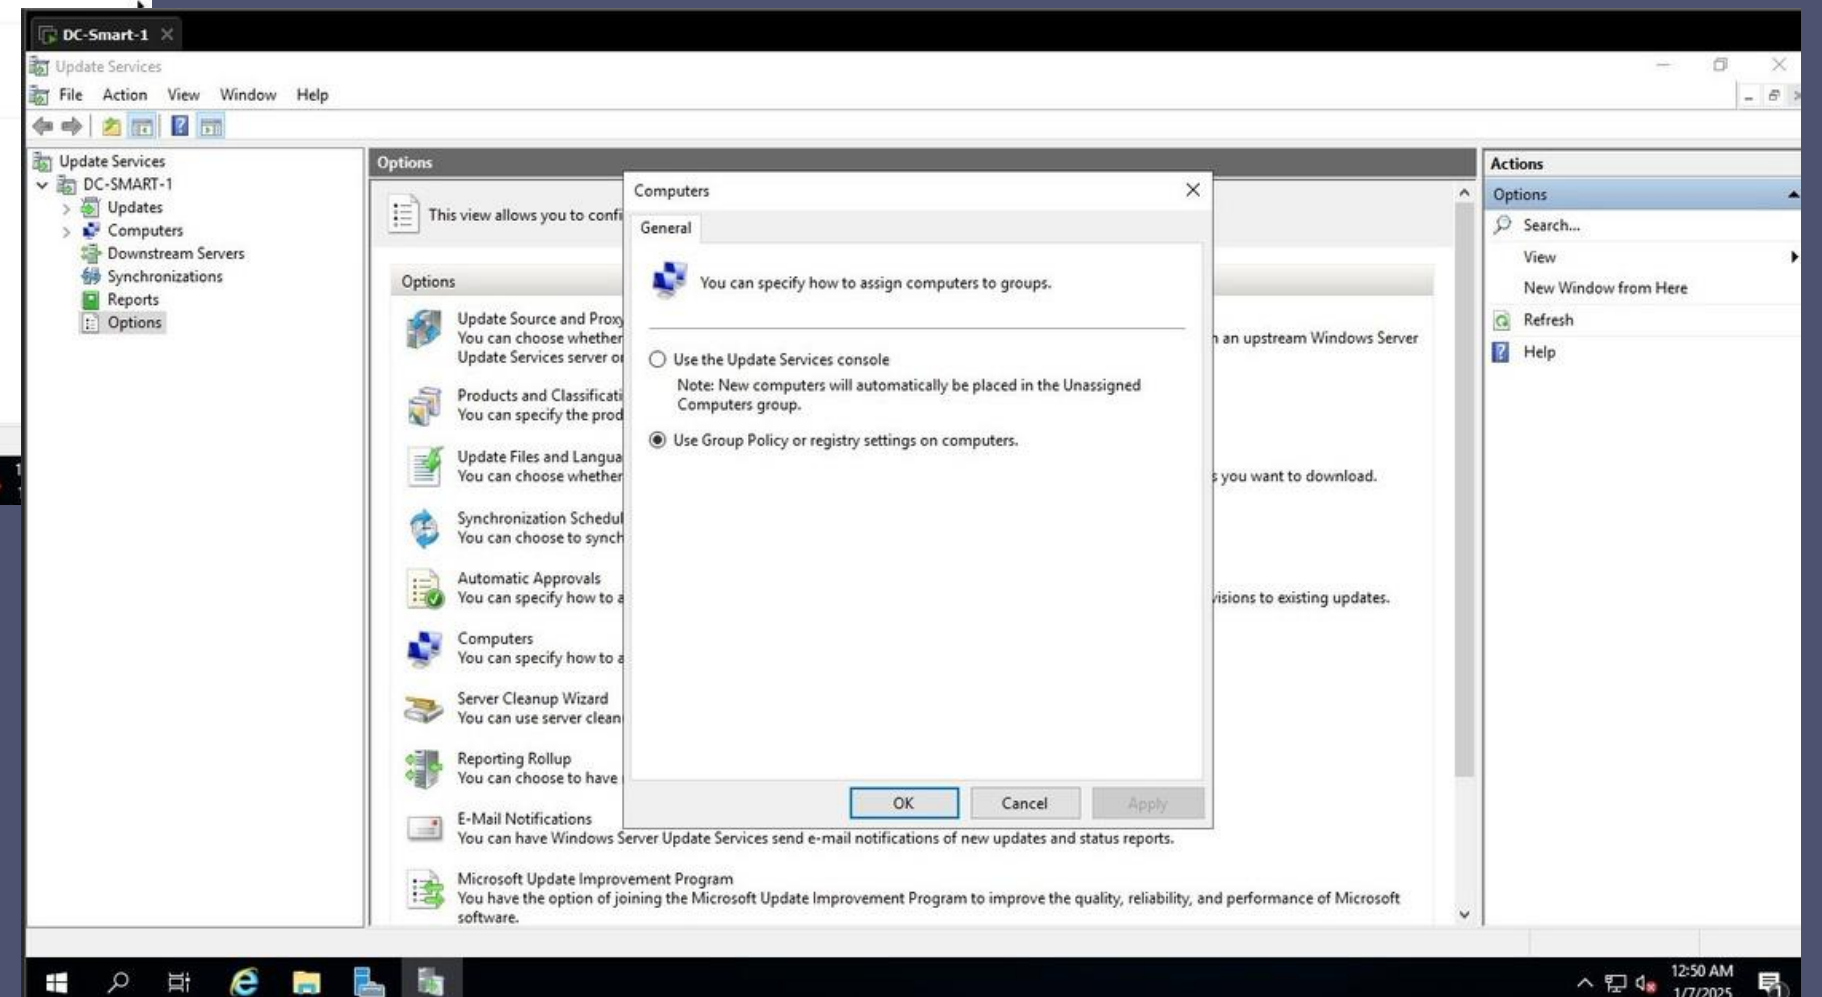 DC-Smart-1
Update Services
File Action View Window Help
Update Services
DC-SMART-1
Updates
Computers
Downstream Servers
Synchronizations
Reports
Options
Options
This view allows you to confi
Options
Update Source and Proxy
You can choose whether
n an upstream Windows Server
Update Services server or
Products and Classificati
You can specify the prod
Update Files and Langua
You can choose whether
s you want to download.
Synchronization Schedul
You can choose to synch
Automatic Approvals
You can specify how to a
visions to existing updates.
Computers
You can specify how to a
Server Cleanup Wizard
You can use server clean
Reporting Rollup
You can choose to have
E-Mail Notifications
You can have Windows Server Update Services send e-mail notifications of new updates and status reports.
Microsoft Update Improvement Program
You have the option of joining the Microsoft Update Improvement Program to improve the quality, reliability, and performance of Microsoft
software.
Computers
General
You can specify how to assign computers to groups.
Use the Update Services console
Note: New computers will automatically be placed in the Unassigned
Computers group.
Use Group Policy or registry settings on computers.
OK Cancel Apply
Actions
Options
Search...
View
New Window from Here
Refresh
Help
12:50 AM
1/7/2025